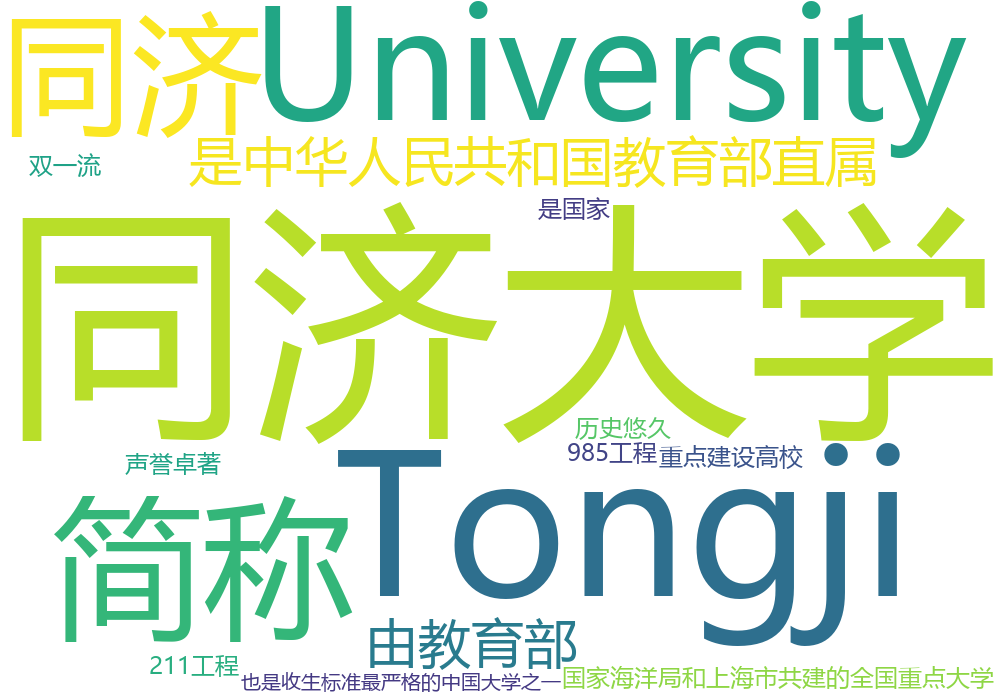 同济
University
双一流
是中华人民共和国教育部直属
是国家
同济大学
历史悠久
声誉卓著
985工程
重点建设高校
简称
Tongji
由教育部
211工程
也是收生标准最严格的中国大学之一
国家海洋局和上海市共建的全国重点大学